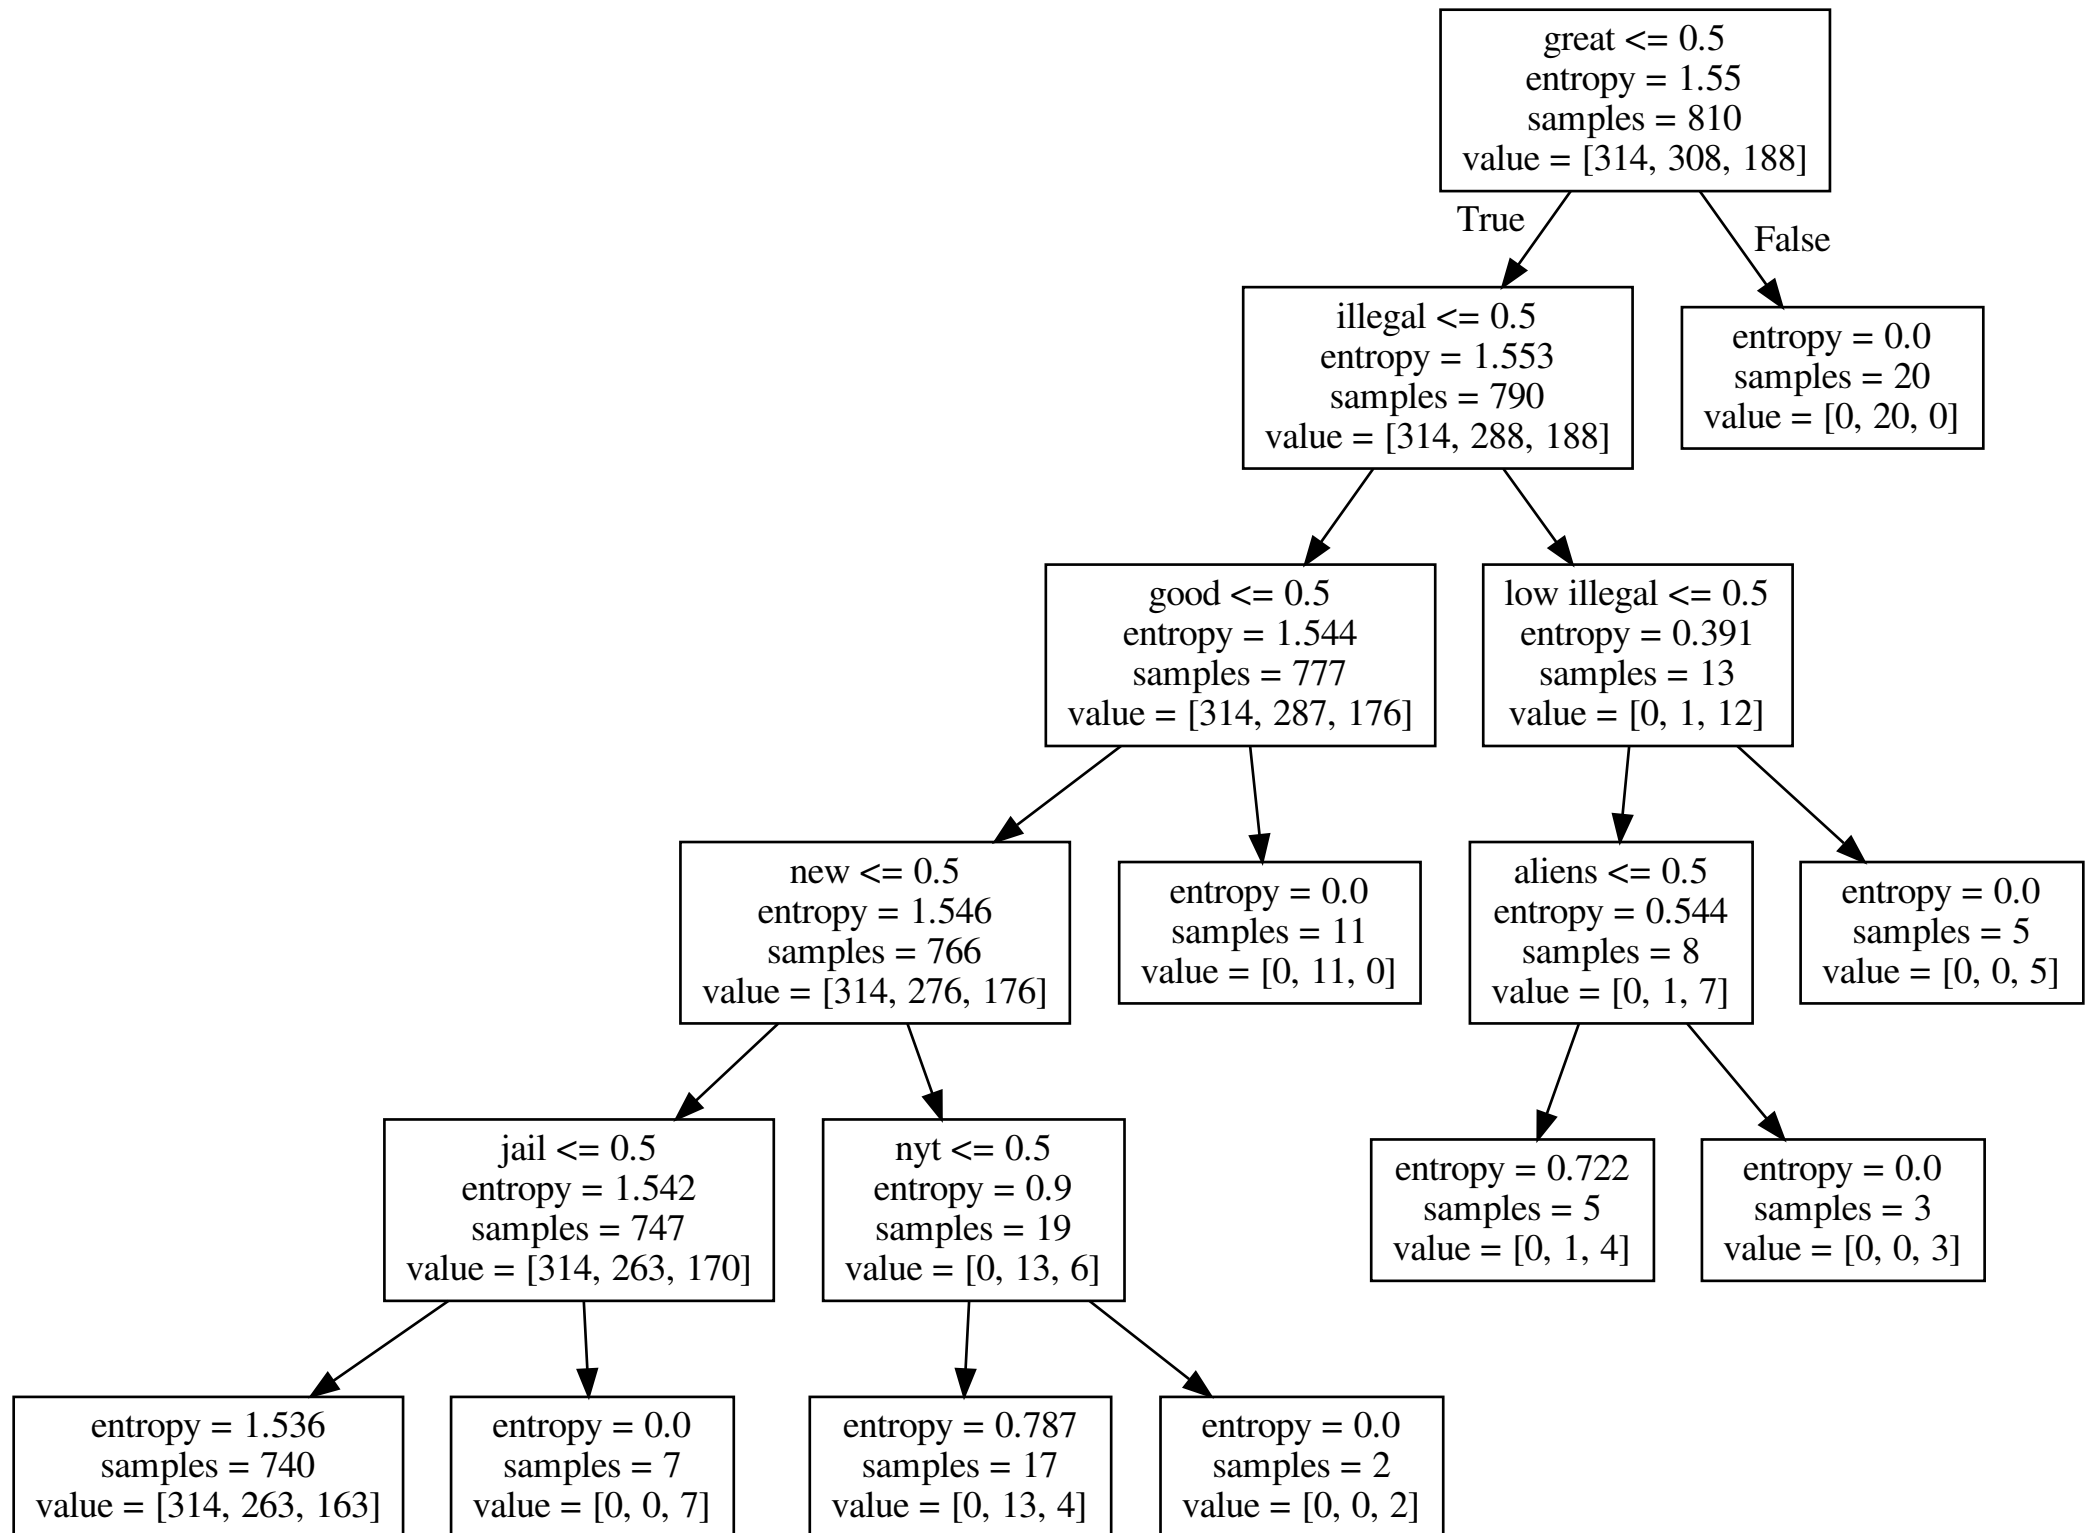 great <= 0.5
entropy = 1.55
samples = 810
value = [314, 308, 188]
True
False
illegal <= 0.5
entropy = 1.553
samples = 790
value = [314, 288, 188]
entropy = 0.0
samples = 20
value = [0, 20, 0]
good <= 0.5
entropy = 1.544
samples = 777
value = [314, 287, 176]
low illegal <= 0.5
entropy = 0.391
samples = 13
value = [0, 1, 12]
new <= 0.5
entropy = 1.546
samples = 766
value = [314, 276, 176]
entropy = 0.0
samples = 11
value = [0, 11, 0]
aliens <= 0.5
entropy = 0.544
samples = 8
value = [0, 1, 7]
entropy = 0.0
samples = 5
value = [0, 0, 5]
jail <= 0.5
entropy = 1.542
samples = 747
value = [314, 263, 170]
nyt <= 0.5
entropy = 0.9
samples = 19
value = [0, 13, 6]
entropy = 0.722
samples = 5
value = [0, 1, 4]
entropy = 0.0
samples = 3
value = [0, 0, 3]
entropy = 1.536
samples = 740
value = [314, 263, 163]
entropy = 0.0
samples = 7
value = [0, 0, 7]
entropy = 0.787
samples = 17
value = [0, 13, 4]
entropy = 0.0
samples = 2
value = [0, 0, 2]